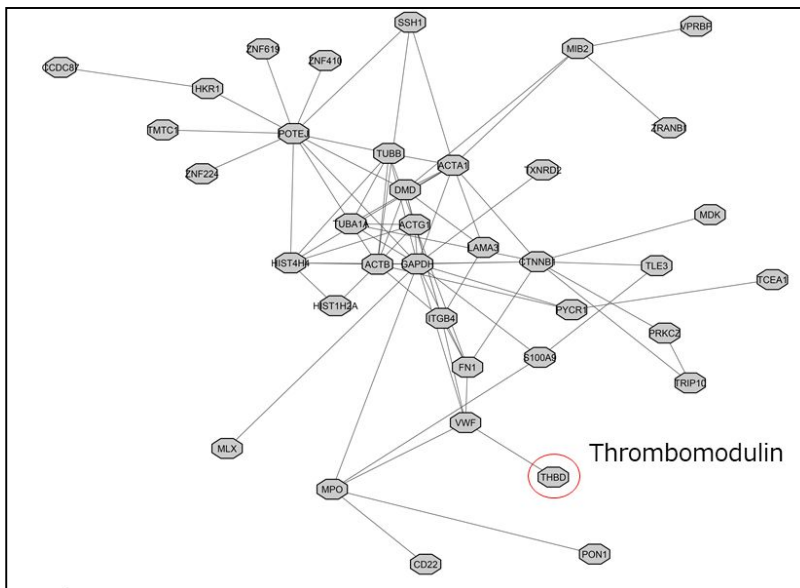 SSH1
VPRBP
ZNF619
MIB2
ZNF410
CCDC87
HKR1
TMTC1
POTEJ
ZRANB1
TUBB
ACTA1
TXNRD2
ZNF224
DMD
MDK
TUBA1A
ACTG1
LAMA3
HIST4H4
ACTB
GAPDH
CTNNB1
TLE3
TCEA1
HIST1H2A
PYCR1
ITGB4
PRKCZ
S100A9
FN1
TRIP10
VWF
MLX
Thrombomodulin
THBD
MPO
PON1
CD22